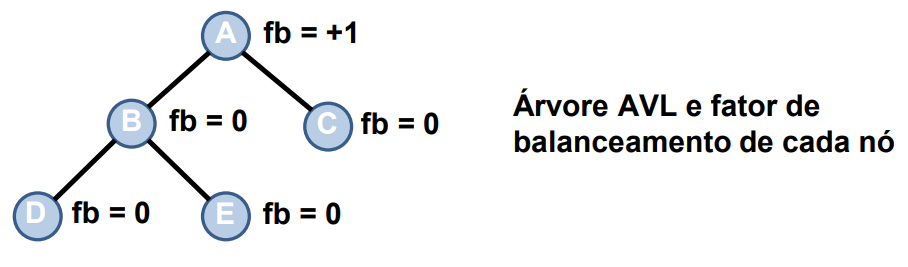 A fb = +1
B fb = 0
C fb = 0
Árvore AVL e fator de
balanceamento de cada nó
D fb = 0
E fb = 0